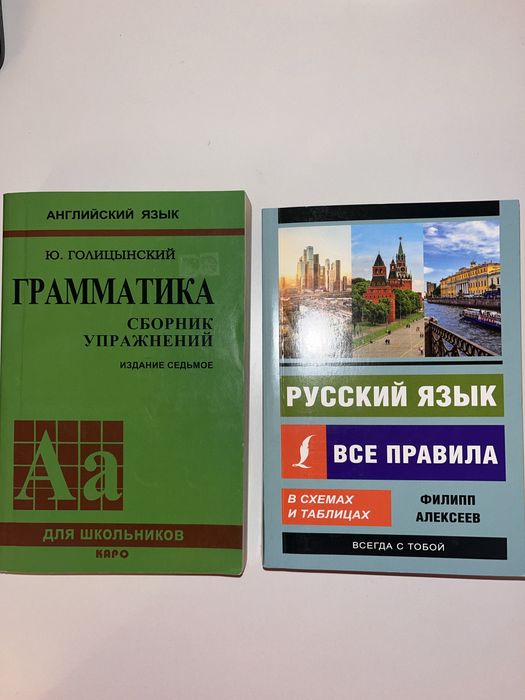 АНГЛИЙСКИЙ ЯЗЫК
Ю. ГОЛИЦЫНСКИЙ
ГРАММАТИКА
СБОРНИК
УПРАЖНЕНИЙ
ИЗДАНИЕ СЕДЬМОЕ
Аа
ДЛЯ ШКОЛЬНИКОВ
КАРО
РУССКИЙ ЯЗЫК
ВСЕ ПРАВИЛА
В СХЕМАХ
И ТАБЛИЦАХ
ФИЛИПП
АЛЕКСЕЕВ
ВСЕГДА С ТОБОЙ